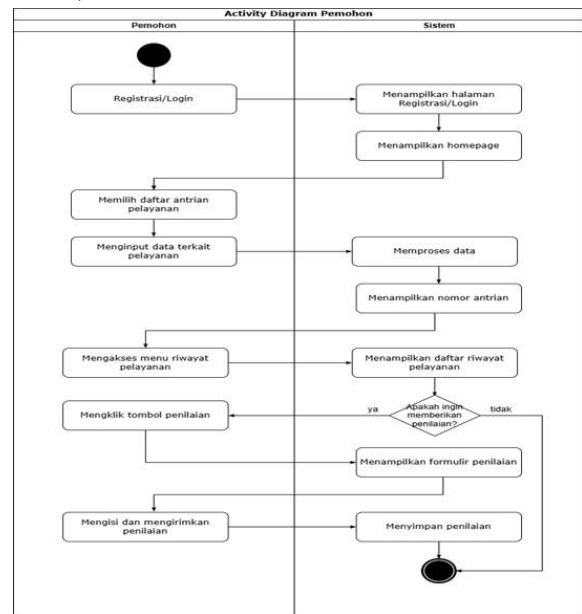 Activity Diagram Pemohon
Pemohon
Sistem
Registrasi/Login
Menampilkan halaman
Registrasi/Login
Menampilkan homepage
Memilih daftar antrian
pelayanan
Menginput data terkait
pelayanan
Memproses data
Menampilkan nomor antrian
Mengakses menu riwayat
pelayanan
Menampilkan daftar riwayat
pelayanan
Mengklik tombol penilaian
ya
Apakah ingin
memberikan
penilaian?
tidak
Menampilkan formulir penilaian
Mengisi dan mengirimkan
penilaian
Menyimpan penilaian